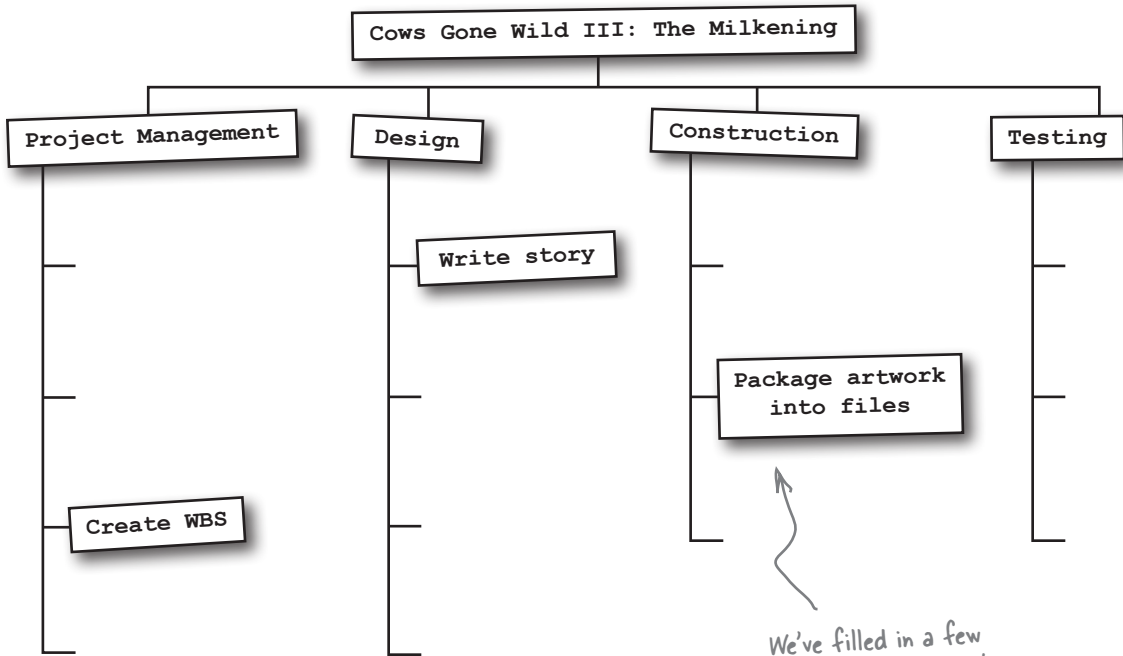 Cows Gone Wild III: The Milkening
Project Management
Design
Construction
Testing
Write story
Package artwork
into files
Create WBS
We've filled in a few